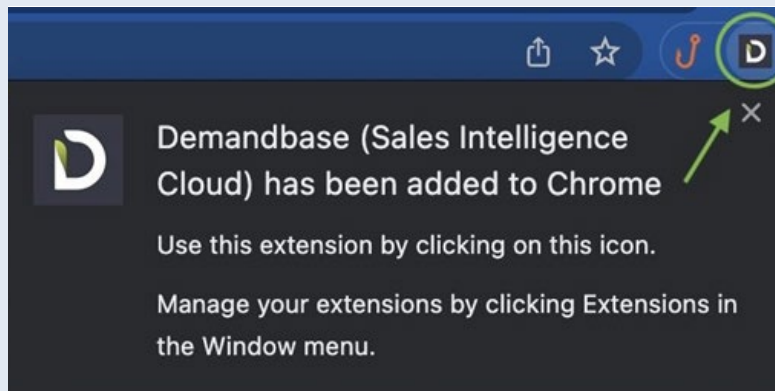 Demandbase (Sales Intelligence
Cloud) has been added to Chrome
Use this extension by clicking on this icon.
Manage your extensions by clicking Extensions in
the Window menu.